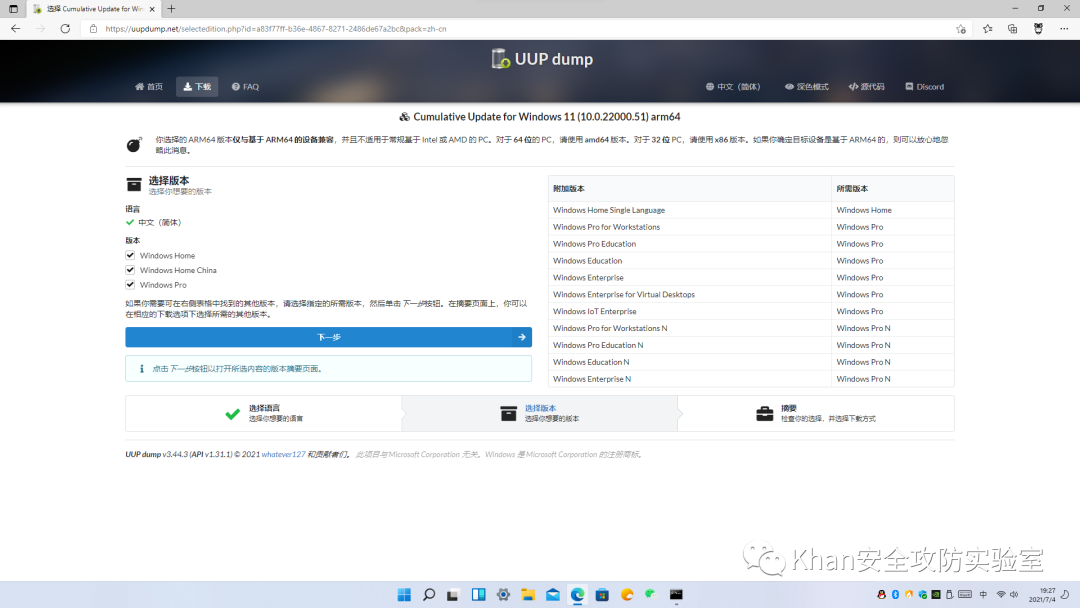 选择 Cumulative Update for Win
https://uupdump.net/selectedition.php?id=a83f77ff-b36e-4867-8271-2486de67a2bc&pack=zh-cn
UUP dump
首页 下载 FAQ 中文（简体） 深色模式 源代码 Discord
Cumulative Update for Windows 11 (10.0.22000.51) arm64
你选择的 ARM64 版本仅与基于 ARM64 的设备兼容，并且不适用于常规基于 Intel 或 AMD 的 PC。对于 64 位的 PC，请使用 amd64 版本。对于 32 位 PC，请使用 x86 版本。如果你确定目标设备是基于 ARM64 的，则可以放心地忽
略此消息。
选择版本
选择你想要的版本
语言
中文（简体）
版本
Windows Home
Windows Home China
Windows Pro
如果你需要可在右侧表格中找到的其他版本，请选择指定的所需版本，然后单击下一步按钮。在摘要页面上，你可以
在相应的下载选项下选择所需的其他版本。
下一步
点击下一步按钮以打开所选内容的版本摘要页面。
附加版本 所需版本
Windows Home Single Language Windows Home
Windows Pro for Workstations Windows Pro
Windows Pro Education Windows Pro
Windows Education Windows Pro
Windows Enterprise Windows Pro
Windows Enterprise for Virtual Desktops Windows Pro
Windows IoT Enterprise Windows Pro
Windows Pro for Workstations N Windows Pro N
Windows Pro Education N Windows Pro N
Windows Education N Windows Pro N
Windows Enterprise N Windows Pro N
选择语言
选择你想要的语言
选择版本
选择你想要的版本
摘要
检查你的选择，并选择下载方式
UUP dump v3.44.3 (API v1.31.1) © 2021 whatever127 和贡献者们。 此项目与 Microsoft Corporation 无关。Windows 是 Microsoft Corporation 的注册商标。
Khan安全攻防实验室
中
19:27
2021/7/4